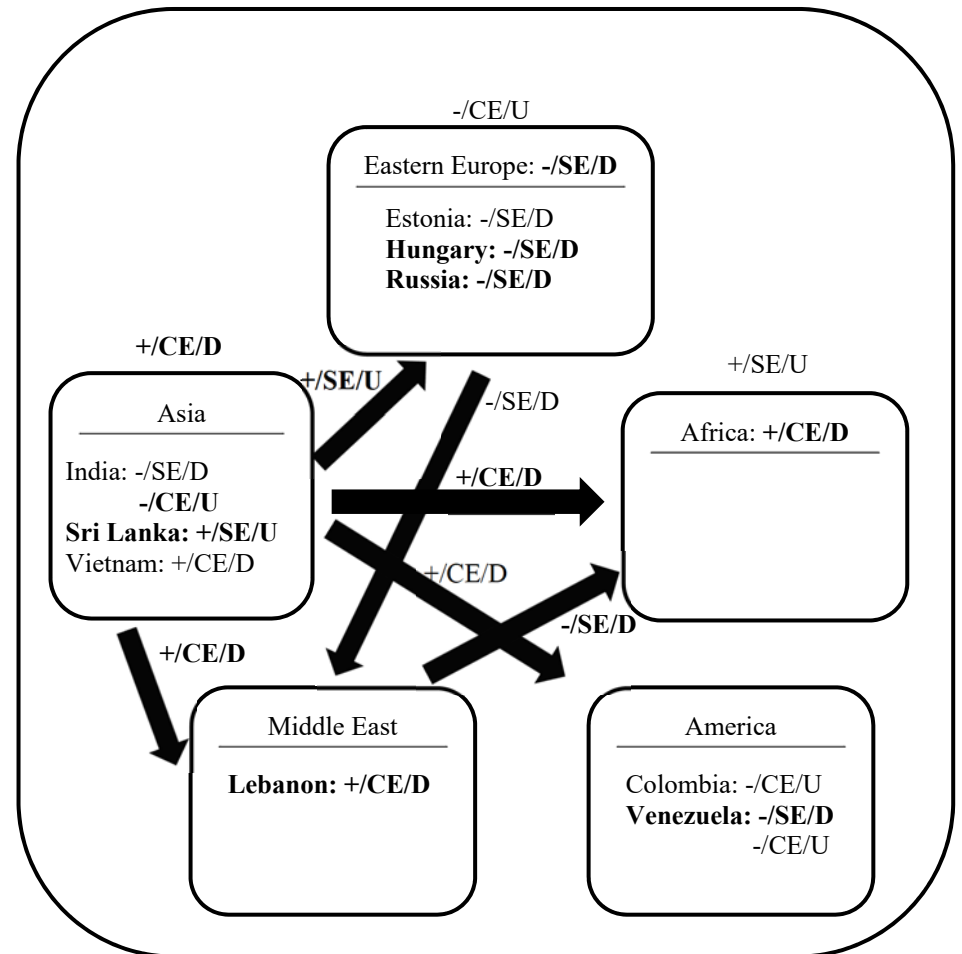 -/CE/U
Eastern Europe: -/SE/D
Estonia: -/SE/D
Hungary: -/SE/D
Russia: -/SE/D
+/CE/D
+/SE/U
-/SE/D
+/SE/U
Asia
India: -/SE/D
-/CE/U
Sri Lanka: +/SE/U
Vietnam: +/CE/D
+/CE/D
Africa: +/CE/D
+/CE/D
-/SE/D
+/CE/D
Middle East
Lebanon: +/CE/D
America
Colombia: -/CE/U
Venezuela: -/SE/D
-/CE/U